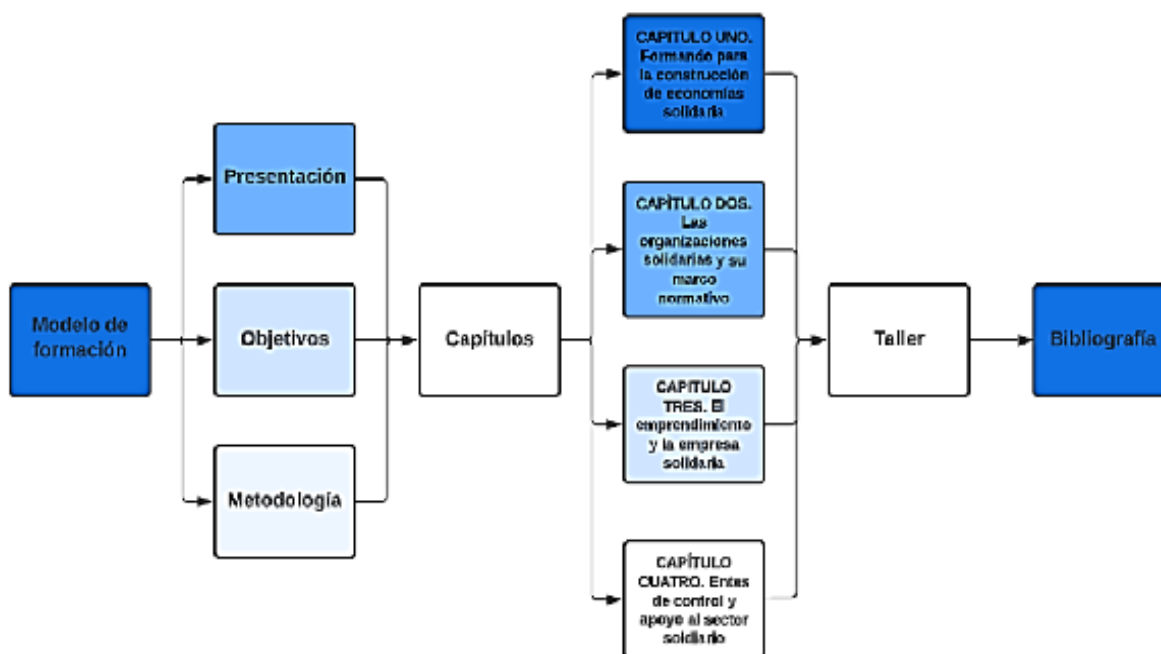 Modelo de
formación
Presentación
Objetivos
Metodología
Capítulos
CAPITULO UNO.
Formando para
la construcción
de economías
solidaria
CAPÍTULO DOS.
Las
organizaciones
solidarias y su
marco
normativo
CAPITULO
TRES. El
emprendimiento
y la empresa
solidaria
CAPÍTULO
CUATRO. Entes
de control y
apoyo al sector
soldiario
Taller
Bibliografía